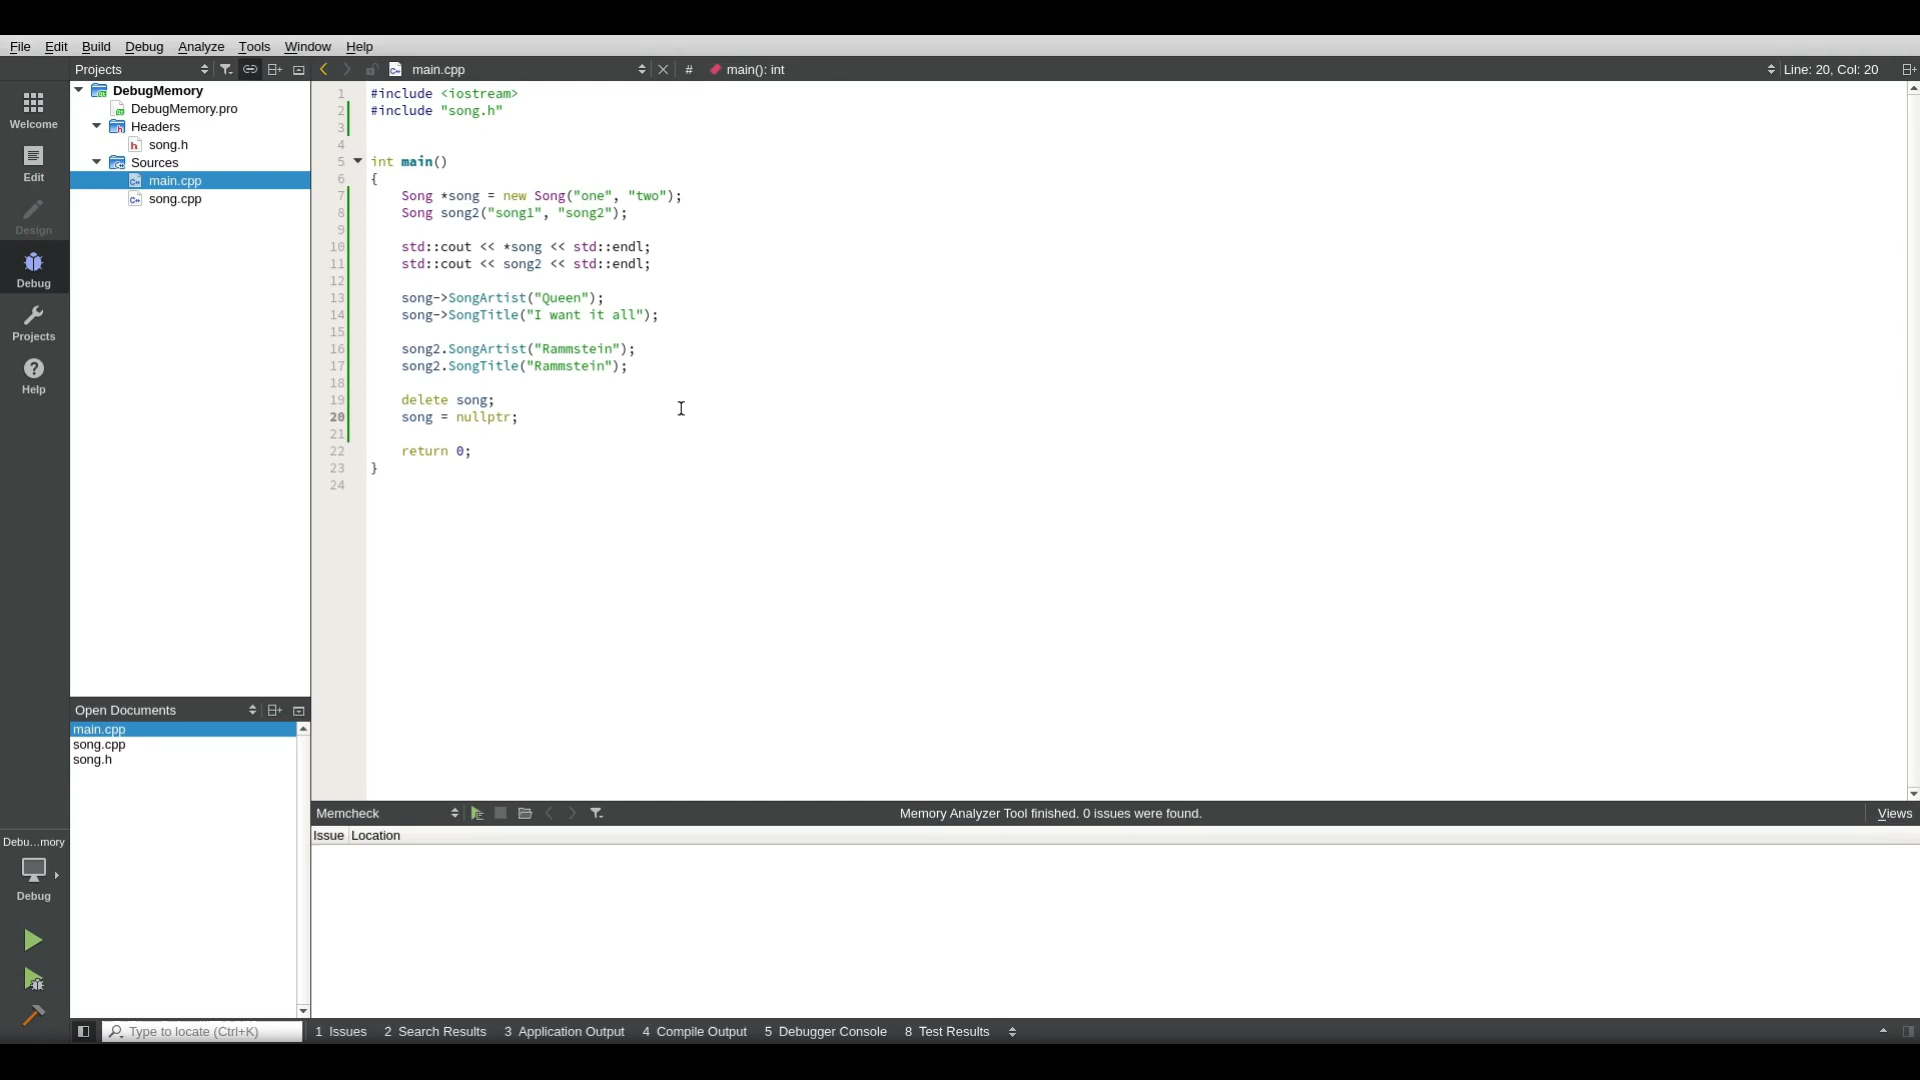 File Edit Build Debug Analyze Tools Window Help
Projects
main.cpp
# main(): int
Line: 20, Col: 20
Welcome
Edit
Design
Debug
Projects
Help
Debu...mory
Debug
DebugMemory
DebugMemory.pro
Headers
song.h
Sources
main.cpp
song.cpp
Open Documents
main.cpp
song.cpp
song.h
1 #include <iostream>
2 #include "song.h"
3
4
5 int main()
6 {
7 Song *song = new Song("one", "two");
8 Song song2("song1", "song2");
9
10 std::cout << *song << std::endl;
11 std::cout << song2 << std::endl;
12
13 song->SongArtist("Queen");
14 song->SongTitle("I want it all");
15
16 song2.SongArtist("Rammstein");
17 song2.SongTitle("Rammstein");
18
19 delete song;
20 song = nullptr;
21
22 return 0;
23 }
24
Memcheck
Memory Analyzer Tool finished. 0 issues were found.
Views
Issue Location
Type to locate (Ctrl+K)
1 Issues 2 Search Results 3 Application Output 4 Compile Output 5 Debugger Console 8 Test Results